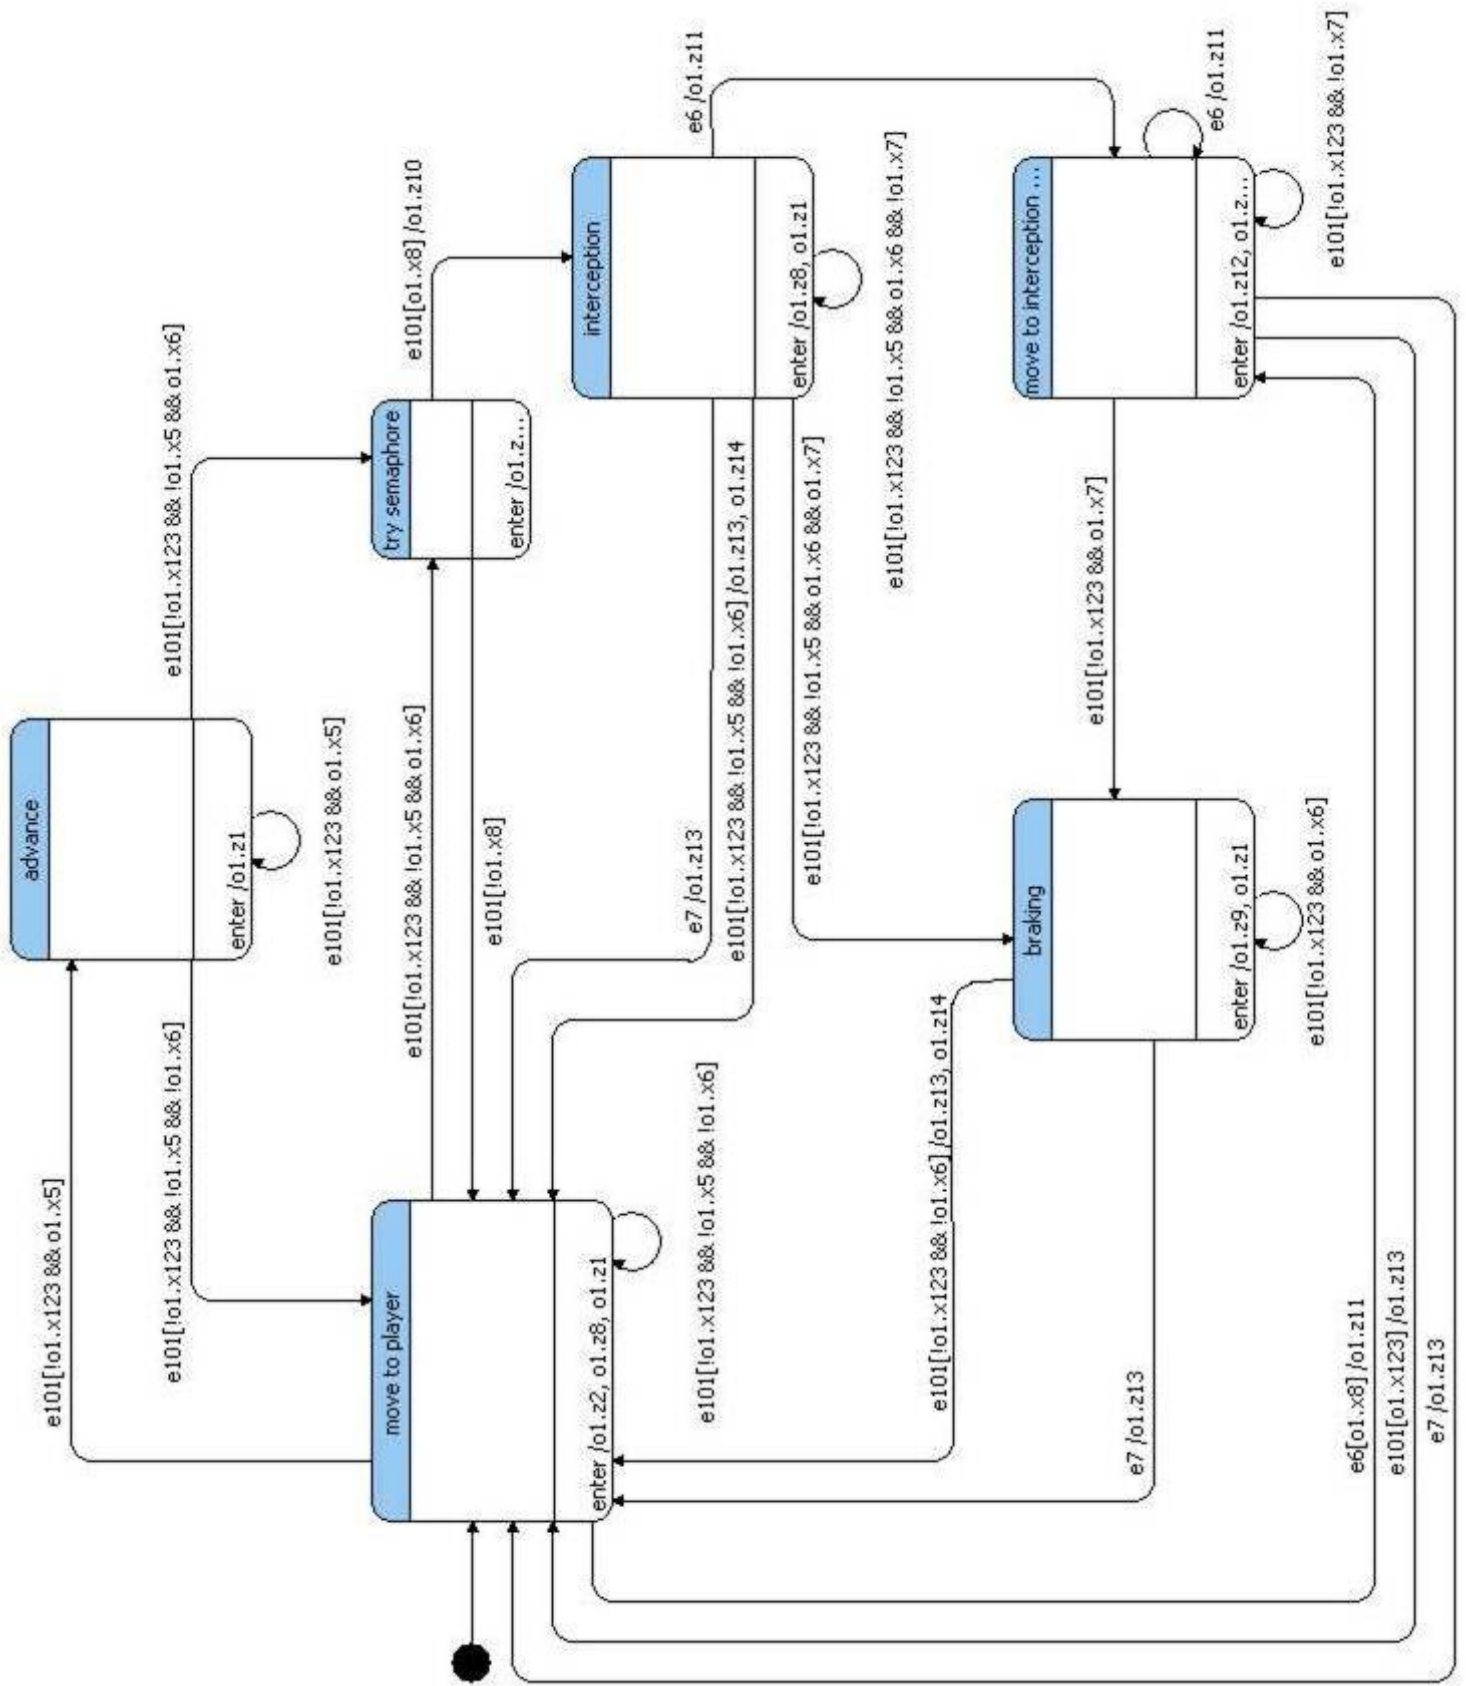 advance
enter /o1.z1
e101[!o1.x123 && o1.x5]
e101[!o1.x123 && o1.x5]
e101[!o1.x123 && !o1.x5 && !o1.x6]
e101[!o1.x123 && !o1.x5 && o1.x6]
try semaphore
enter /o1.z...
e101[o1.x8] /o1.z10
e101[!o1.x123 && !o1.x5 && o1.x6]
e101[!o1.x8]
move to player
enter /o1.z2, o1.z8, o1.z1
e101[!o1.x123 && !o1.x5 && !o1.x6]
interception
enter /o1.z8, o1.z1
e6 /o1.z11
e101[!o1.x123 && !o1.x5 && o1.x6 && !o1.x7]
e7 /o1.z13
e101[!o1.x123 && !o1.x5 && !o1.x6] /o1.z13, o1.z14
e101[!o1.x123 && !o1.x5 && o1.x6 && o1.x7]
move to interception ...
enter /o1.z12, o1.z...
e6 /o1.z11
e101[!o1.x123 && !o1.x7]
e101[!o1.x123 && o1.x7]
braking
enter /o1.z9, o1.z1
e101[!o1.x123 && o1.x6]
e101[!o1.x123 && !o1.x6] /o1.z13, o1.z14
e7 /o1.z13
e6[o1.x8] /o1.z11
e101[o1.x123] /o1.z13
e7 /o1.z13